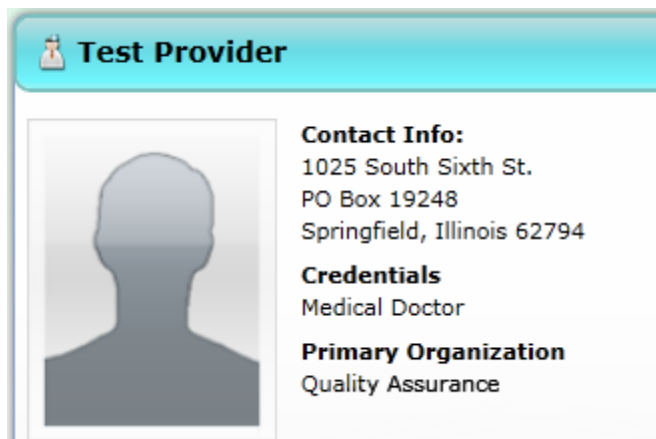 Test Provider
Contact Info:
1025 South Sixth St.
PO Box 19248
Springfield, Illinois 62794
Credentials
Medical Doctor
Primary Organization
Quality Assurance